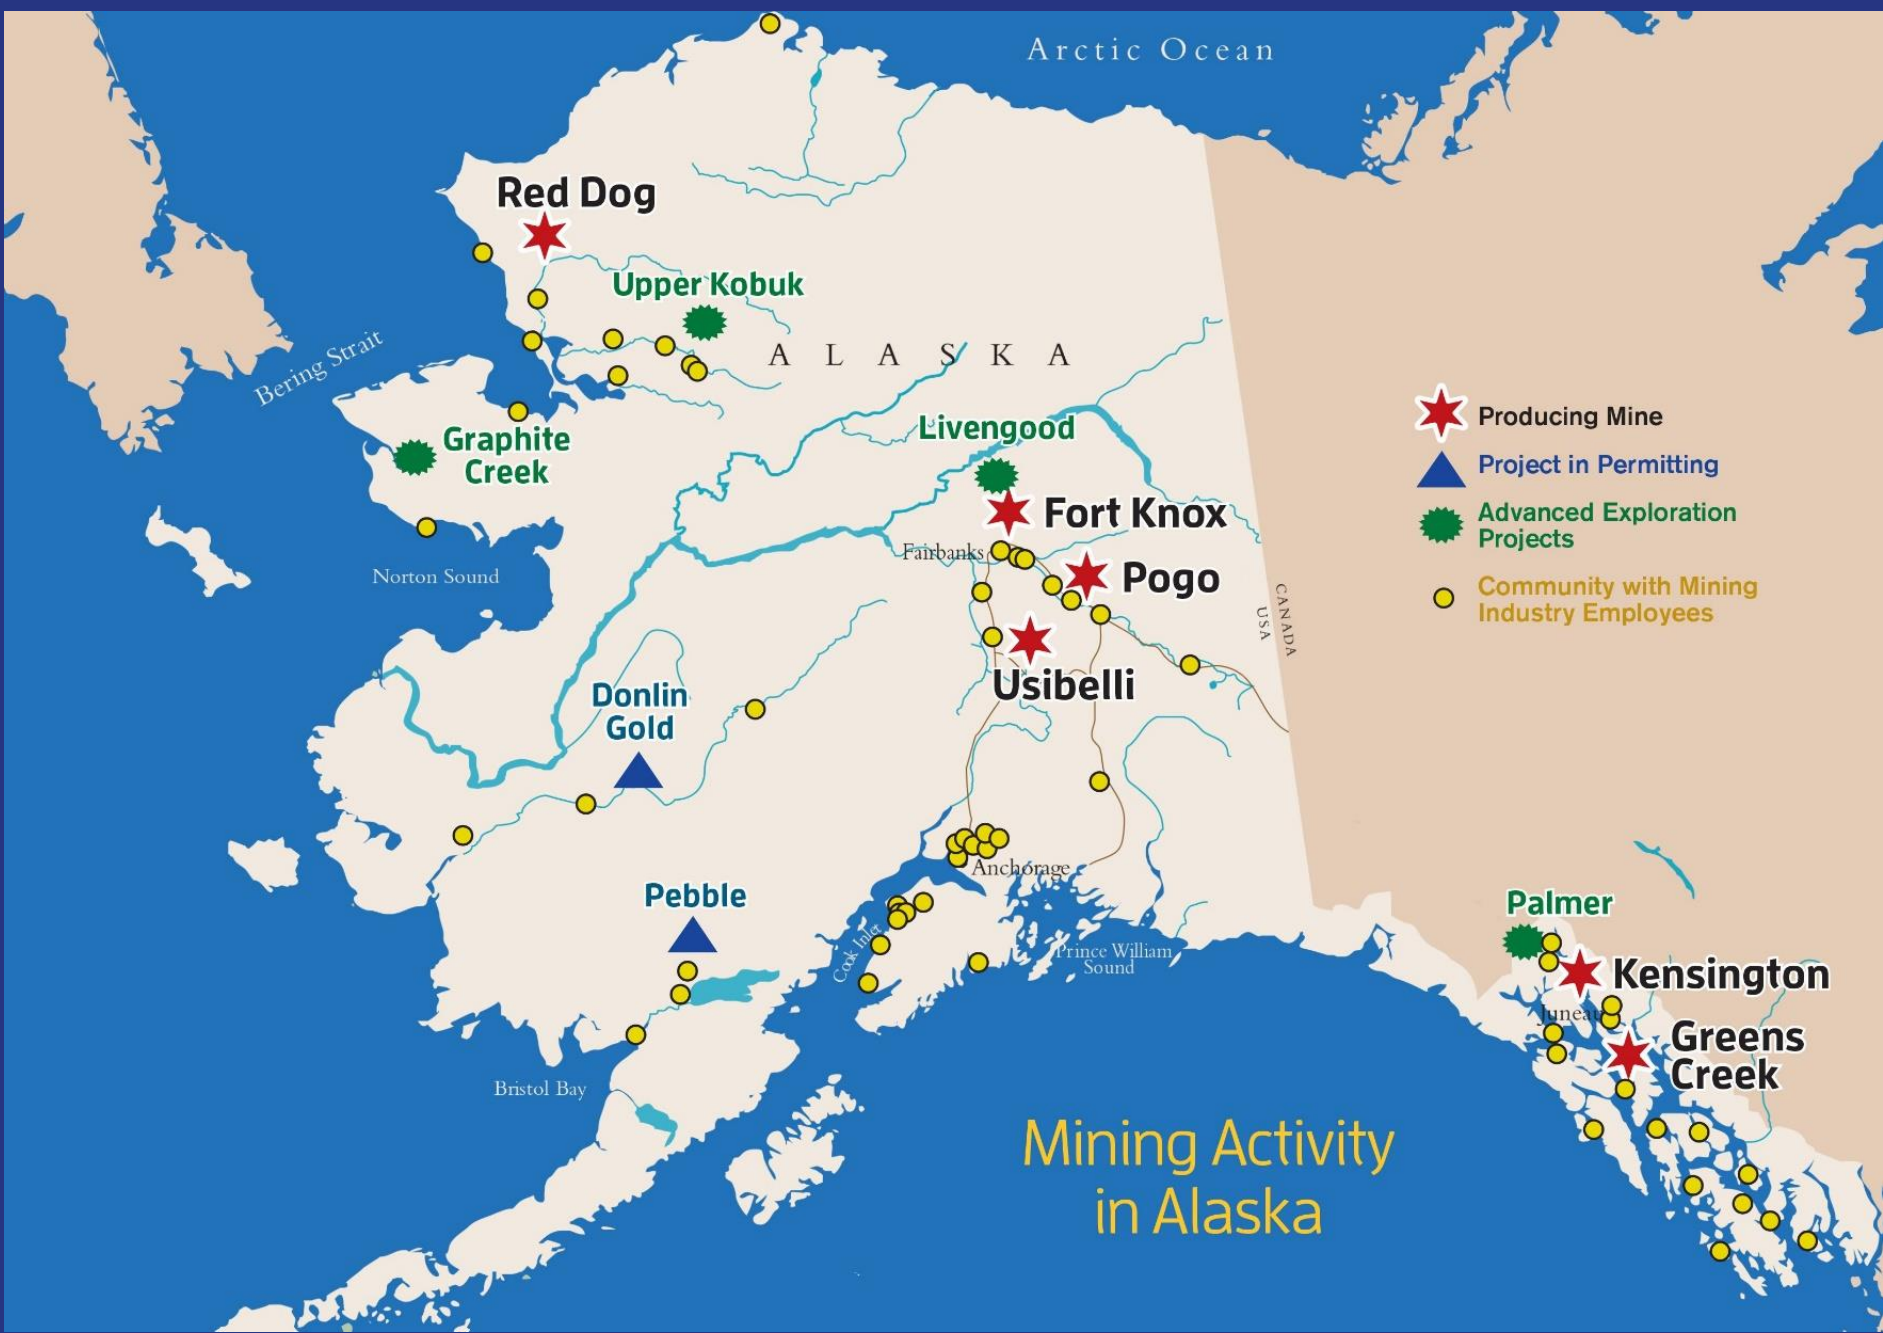 Arctic Ocean
Red Dog
Upper Kobuk
Bering Strait
ALASKA
Graphite
Creek
Livengood
Fort Knox
Fairbanks
Pogo
Norton Sound
Usibelli
CANADA
USA
Producing Mine
Project in Permitting
Advanced Exploration
Projects
Community with Mining
Industry Employees
Donlin
Gold
Anchorage
Pebble
Cook Inlet
Prince William
Sound
Palmer
Kensington
Juneau
Greens
Creek
Bristol Bay
Mining Activity
in Alaska